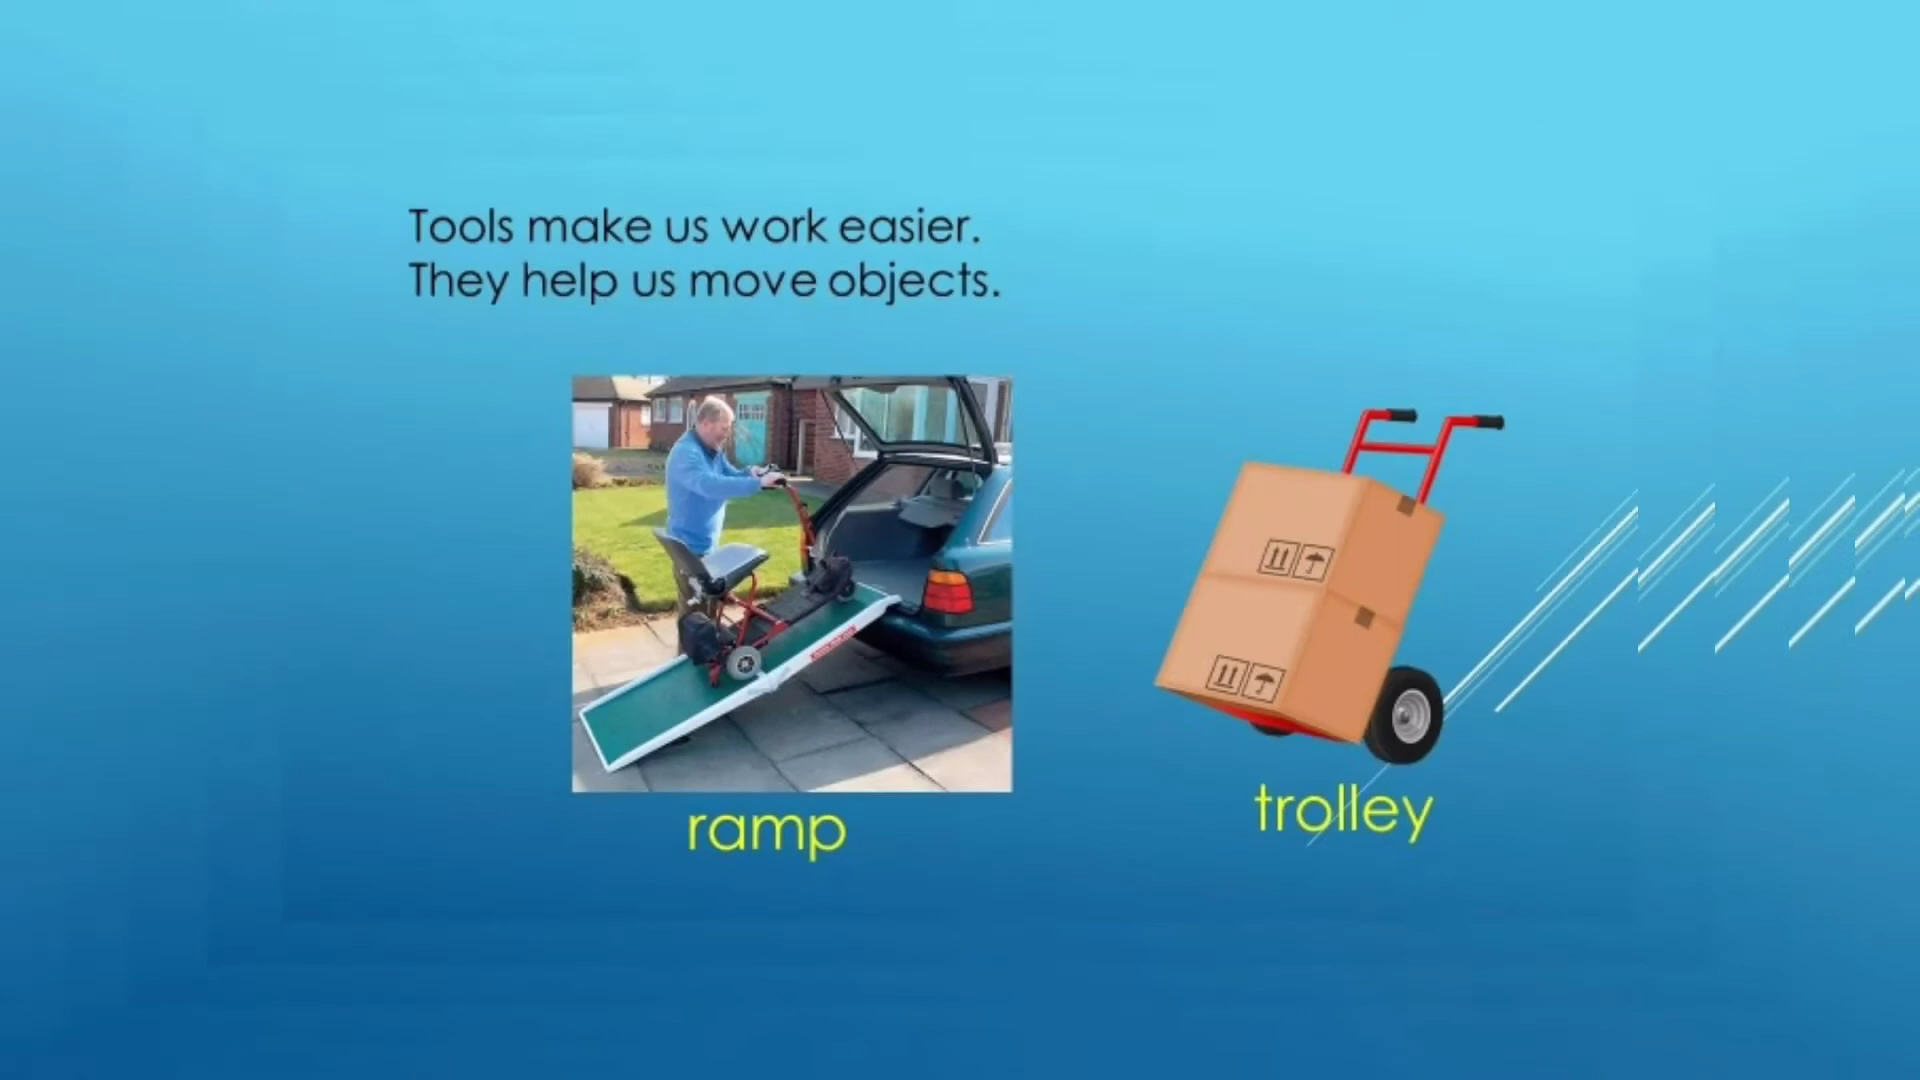 Tools make us work easier.
They help us move objects.
ramp
trolley